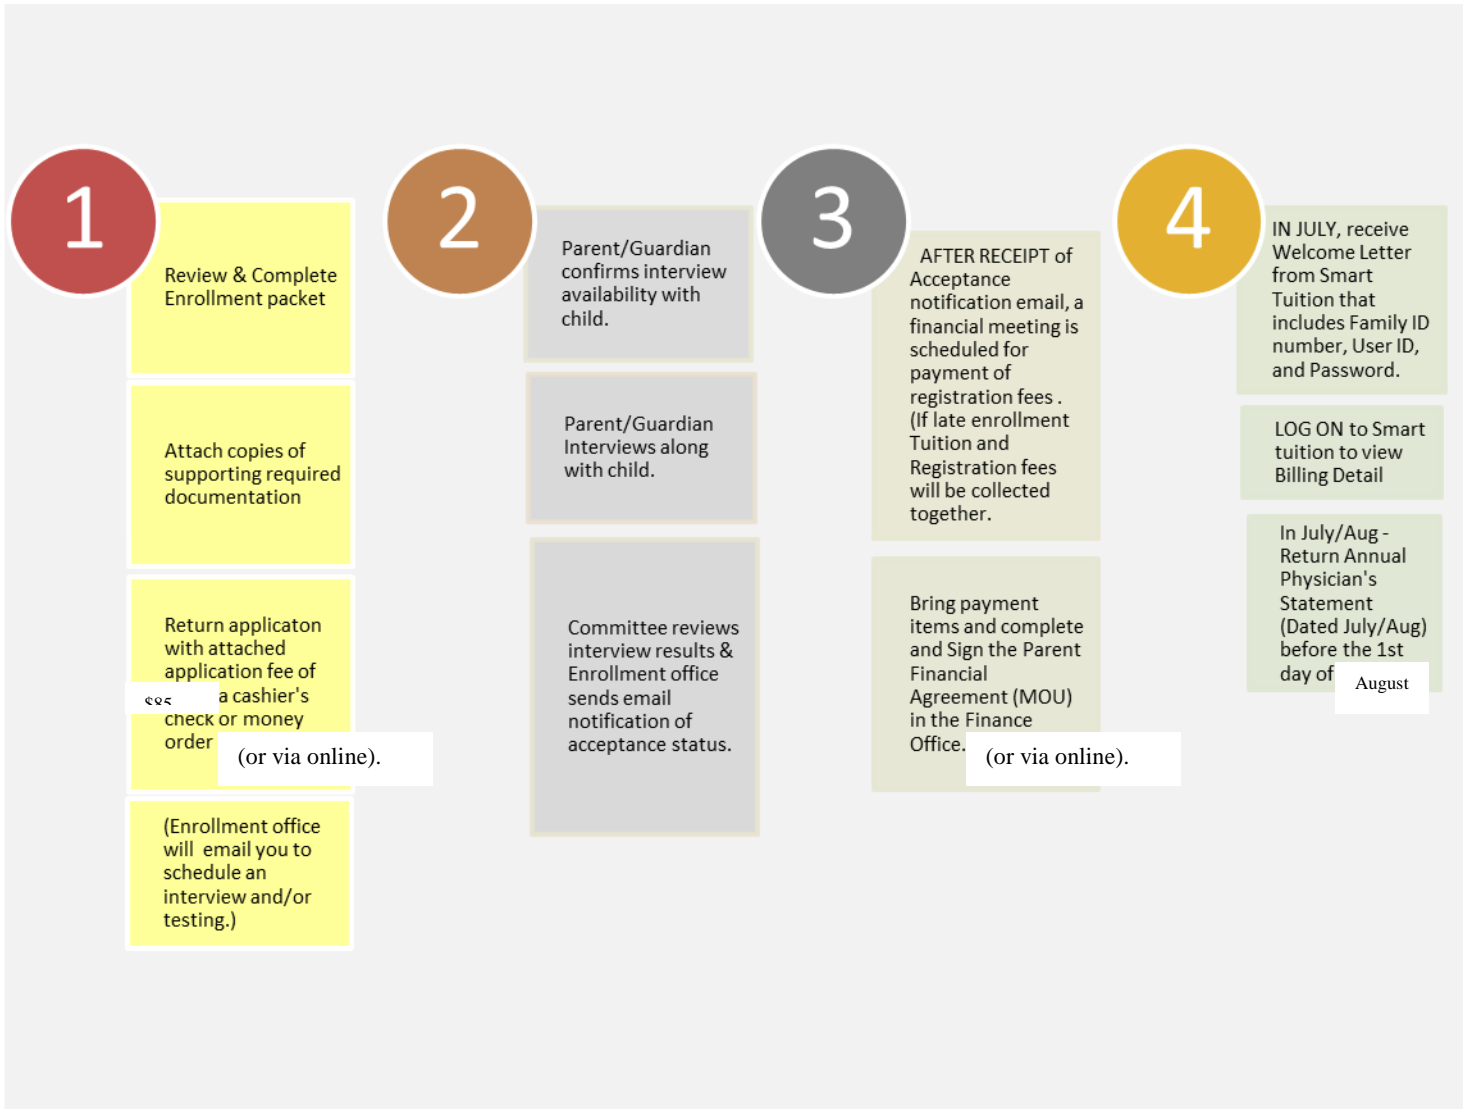 1
Review & Complete
Enrollment packet
Attach copies of
supporting required
documentation
Return applicaton
with attached
application fee of
a cashier's
check or money
order
(or via online).
(Enrollment office
will email you to
schedule an
interview and/or
testing.)
2
Parent/Guardian
confirms interview
availability with
child.
Parent/Guardian
Interviews along
with child.
Committee reviews
interview results &
Enrollment office
sends email
notification of
acceptance status.
3
AFTER RECEIPT of
Acceptance
notification email, a
financial meeting is
scheduled for
payment of
registration fees .
(If late enrollment
Tuition and
Registration fees
will be collected
together.
Bring payment
items and complete
and Sign the Parent
Financial
Agreement (MOU)
in the Finance
Office.
(or via online).
4
IN JULY, receive
Welcome Letter
from Smart
Tuition that
includes Family ID
number, User ID,
and Password.
LOG ON to Smart
tuition to view
Billing Detail
In July/Aug -
Return Annual
Physician's
Statement
(Dated July/Aug)
before the 1st
day of
August